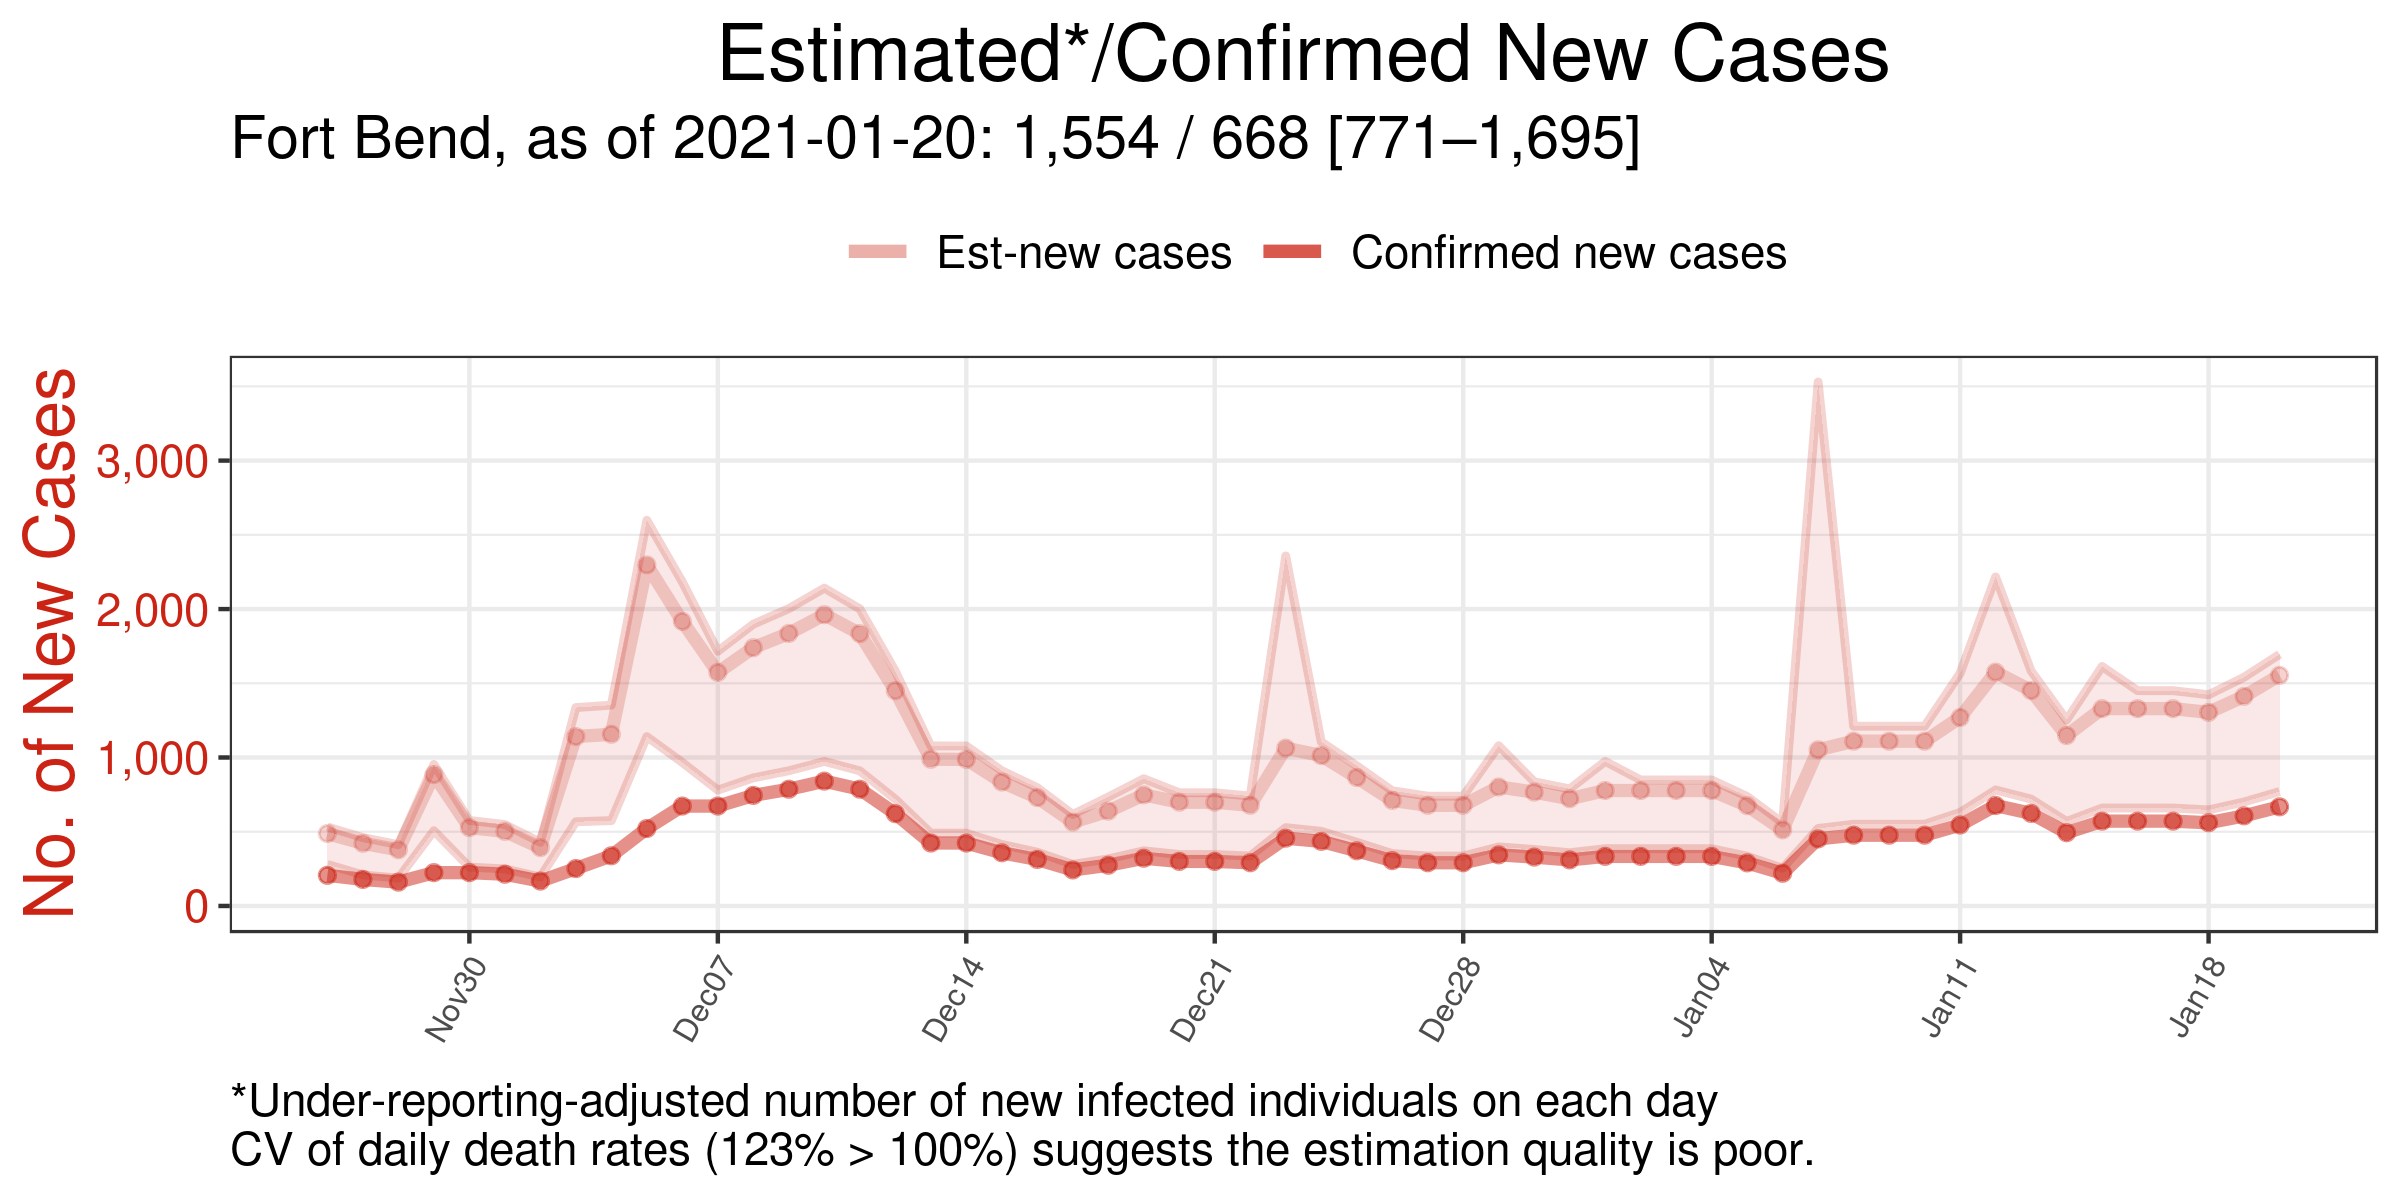 Estimated*/Confirmed New Cases
Fort Bend, as of 2021-01-20: 1,554 / 668 [771–1,695]
Est-new cases
Confirmed new cases
No. of New Cases
3,000
2,000
1,000
0
Nov30
Dec07
Dec14
Dec21
Dec28
Jan04
Jan11
Jan18
*Under-reporting-adjusted number of new infected individuals on each day
CV of daily death rates (123% > 100%) suggests the estimation quality is poor.